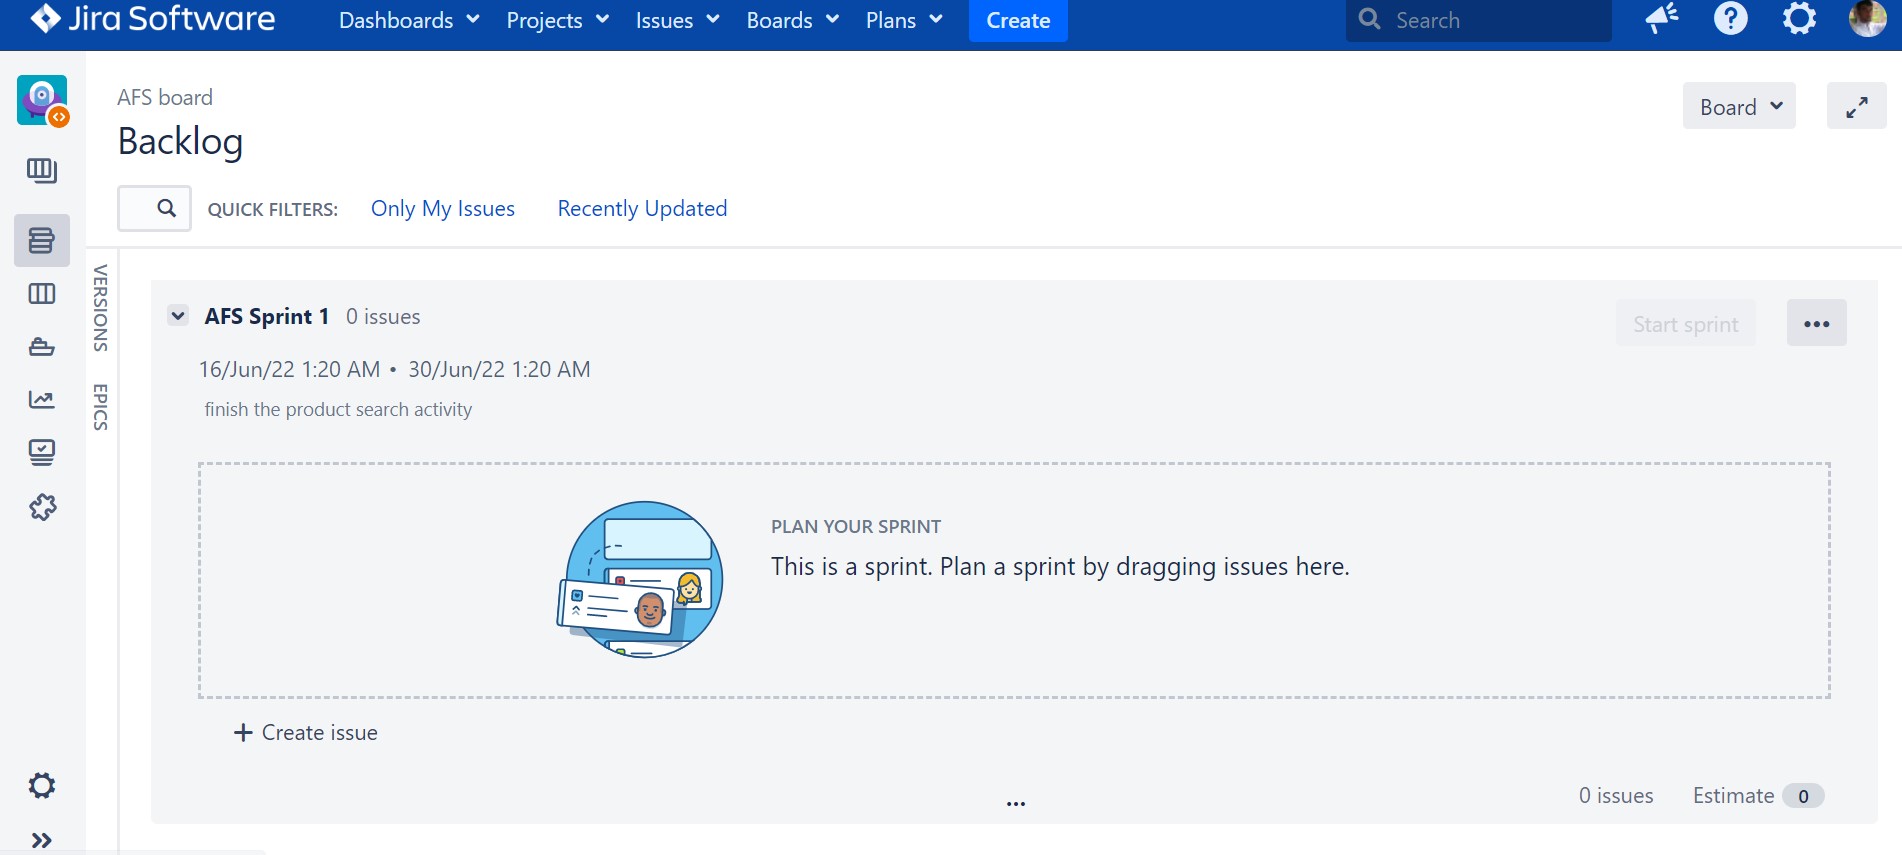 Jira Software
Dashboards Projects Issues Boards Plans Create Search
AFS board
Board
Backlog
QUICK FILTERS: Only My Issues Recently Updated
VERSIONS
EPICS
AFS Sprint 1 0 issues
Start sprint
16/Jun/22 1:20 AM • 30/Jun/22 1:20 AM
finish the product search activity
PLAN YOUR SPRINT
This is a sprint. Plan a sprint by dragging issues here.
+ Create issue
0 issues Estimate 0